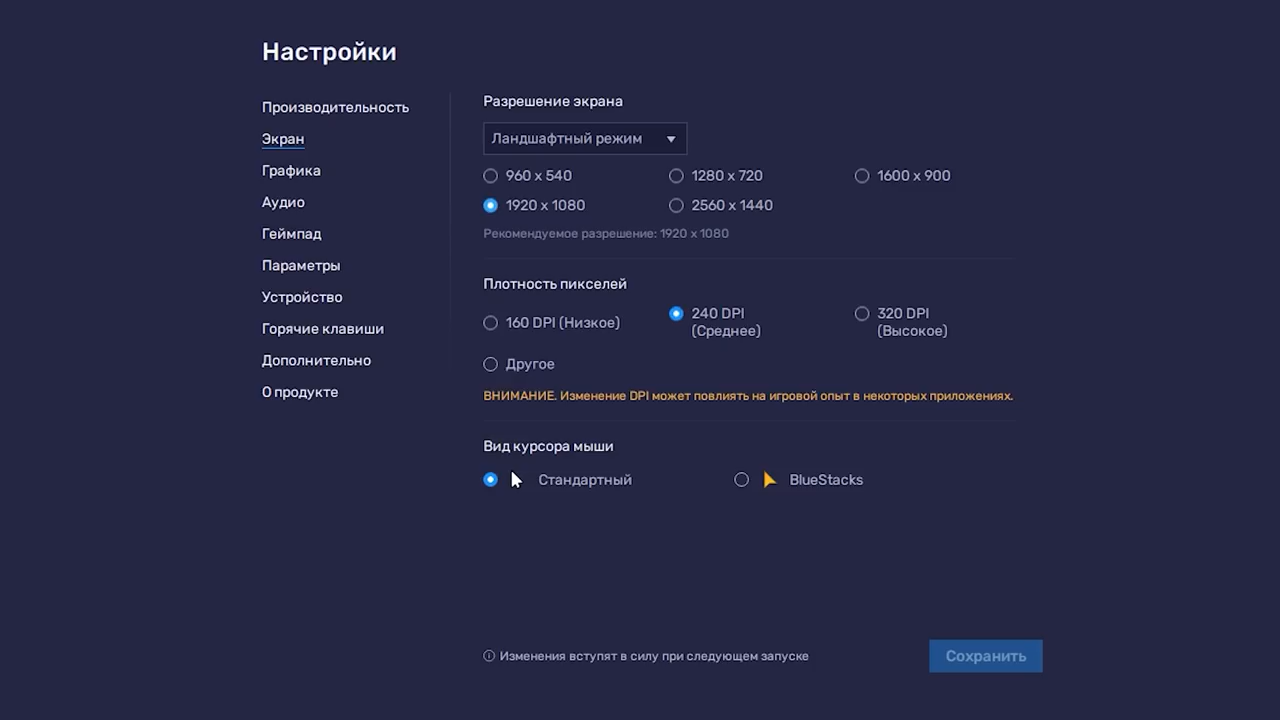 Настройки
Производительность
Экран
Графика
Аудио
Геймпад
Параметры
Устройство
Горячие клавиши
Дополнительно
О продукте
Разрешение экрана
Ландшафтный режим
960 x 540
1280 x 720
1600 x 900
1920 x 1080
2560 x 1440
Рекомендуемое разрешение: 1920 x 1080
Плотность пикселей
160 DPI (Низкое)
240 DPI
(Среднее)
320 DPI
(Высокое)
Другое
ВНИМАНИЕ. Изменение DPI может повлиять на игровой опыт в некоторых приложениях.
Вид курсора мыши
Стандартный
BlueStacks
Изменения вступят в силу при следующем запуске
Сохранить